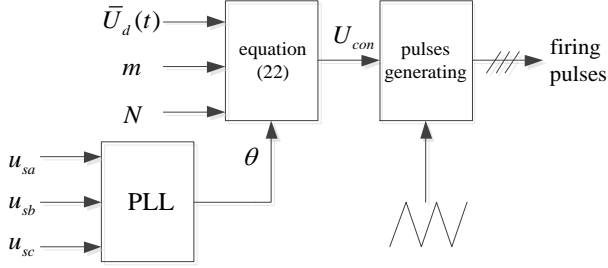 Ū_d(t)
m
N
equation
(22)
U_con
pulses
generating
firing
pulses
θ
u_sa
u_sb
u_sc
PLL